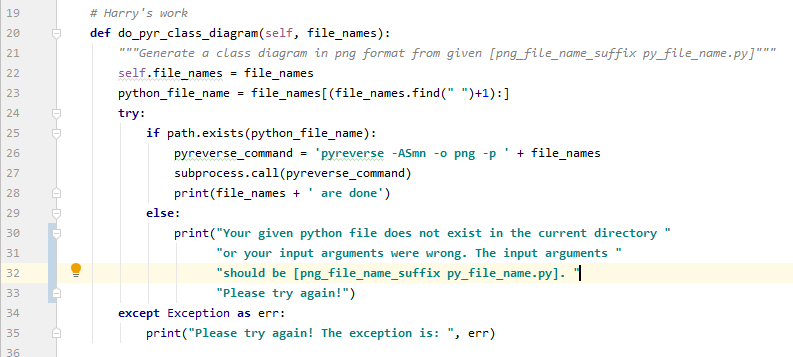 19 # Harry's work
20 def do_pyr_class_diagram(self, file_names):
21 """Generate a class diagram in png format from given [png_file_name_suffix py_file_name.py]"""
22 self.file_names = file_names
23 python_file_name = file_names[(file_names.find(" ")+1):]
24 try:
25 if path.exists(python_file_name):
26 pyreverse_command = 'pyreverse -ASmn -o png -p ' + file_names
27 subprocess.call(pyreverse_command)
28 print(file_names + ' are done')
29 else:
30 print("Your given python file does not exist in the current directory "
31 "or your input arguments were wrong. The input arguments "
32 "should be [png_file_name_suffix py_file_name.py]. "
33 "Please try again!")
34 except Exception as err:
35 print("Please try again! The exception is: ", err)
36